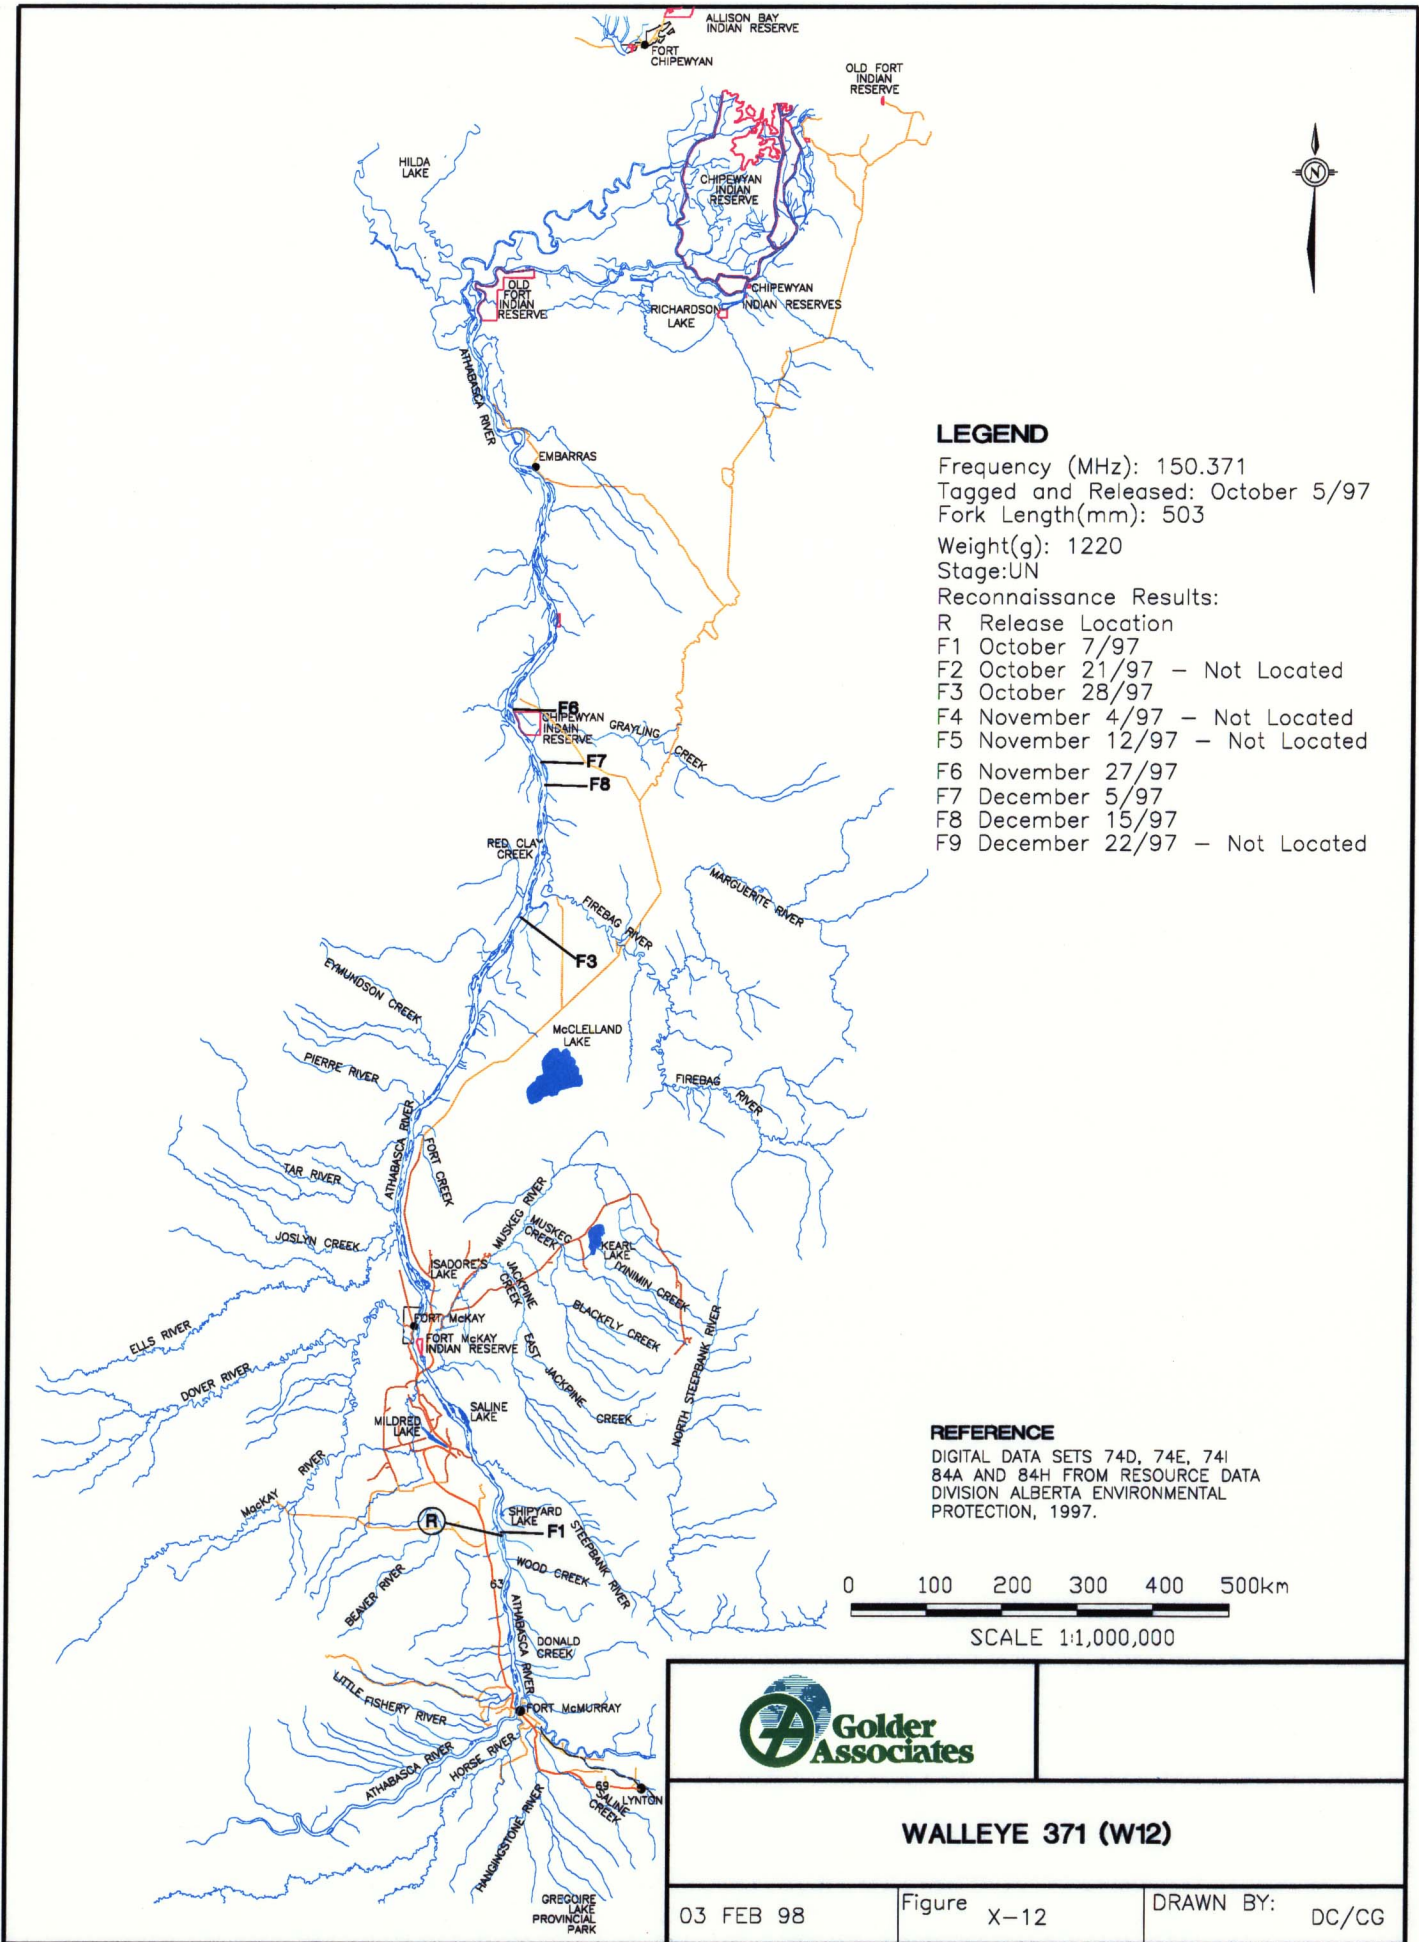 ALLISON BAY
INDIAN RESERVE
FORT
CHIPEWYAN
OLD FORT
INDIAN
RESERVE
HILDA
LAKE
N
CHIPEWYAN
INDIAN
RESERVE
OLD
FORT
INDIAN
RESERVE
CHIPEWYAN
INDIAN RESERVES
RICHARDSON
LAKE
ATHABASCA RIVER
EMBARRAS
LEGEND
Frequency (MHz): 150.371
Tagged and Released: October 5/97
Fork Length(mm): 503
Weight(g): 1220
Stage:UN
Reconnaissance Results:
R Release Location
F1 October 7/97
F2 October 21/97 – Not Located
F3 October 28/97
F4 November 4/97 – Not Located
F5 November 12/97 – Not Located
F6 November 27/97
F7 December 5/97
F8 December 15/97
F9 December 22/97 – Not Located
F6
CHIPEWYAN
INDAIN
RESERVE
GRAYLING
CREEK
F7
F8
RED CLAY
CREEK
MARGUERITE RIVER
FIREBAG RIVER
F3
EYMUNDSON CREEK
McCLELLAND
LAKE
PIERRE RIVER
FIREBAG
RIVER
ATHABASCA RIVER
FORT CREEK
TAR RIVER
MUSKEG RIVER
MUSKEG
CREEK
JOSLYN CREEK
KEARL
LAKE
ISADORE'S
LAKE
JACKPINE
CREEK
IYINIMIN CREEK
BLACKFLY CREEK
FORT McKAY
FORT McKAY
INDIAN RESERVE
ELLS RIVER
EAST
JACKPINE
CREEK
NORTH STEEPBANK RIVER
DOVER RIVER
SALINE
LAKE
MILDRED
LAKE
REFERENCE
DIGITAL DATA SETS 74D, 74E, 74I
84A AND 84H FROM RESOURCE DATA
DIVISION ALBERTA ENVIRONMENTAL
PROTECTION, 1997.
MacKAY
RIVER
R
SHIPYARD
LAKE
F1
STEEPBANK RIVER
WOOD CREEK
BEAVER RIVER
63
ATHABASCA RIVER
0 100 200 300 400 500km
SCALE 1:1,000,000
DONALD
CREEK
LITTLE FISHERY RIVER
FORT McMURRAY
ATHABASCA RIVER
HORSE RIVER
69
SALINE
CREEK
LYNTON
HANGINGSTONE RIVER
GREGOIRE
LAKE
PROVINCIAL
PARK
Golder
Associates
WALLEYE 371 (W12)
03 FEB 98
Figure X-12
DRAWN BY: DC/CG